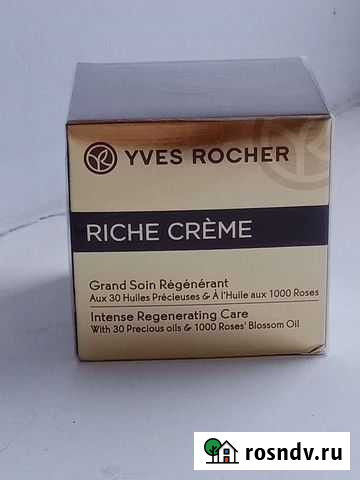 YVES ROCHER
RICHE CRÈME
Grand Soin Régénérant
Aux 30 Huiles Précieuses & À l'Huile aux 1000 Roses
Intense Regenerating Care
With 30 Precious oils & 1000 Roses' Blossom Oil
rosndv.ru